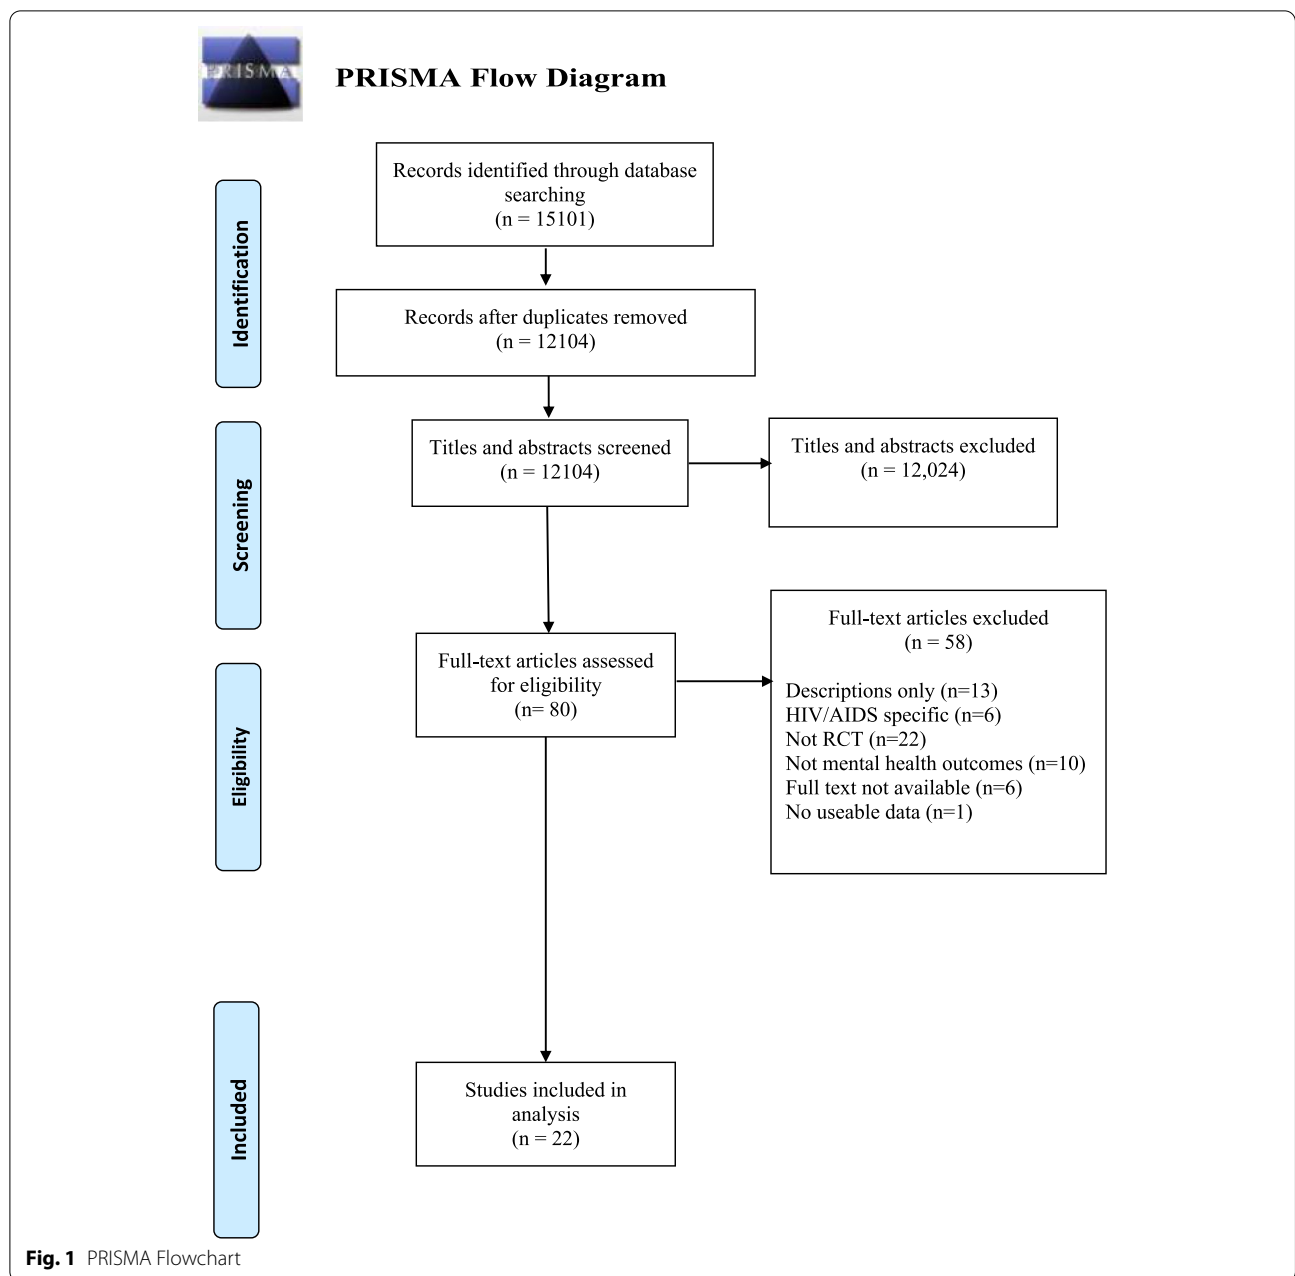 PRISMA
PRISMA Flow Diagram
Identification
Records identified through database
searching
(n = 15101)
Records after duplicates removed
(n = 12104)
Screening
Titles and abstracts screened
(n = 12104)
Titles and abstracts excluded
(n = 12,024)
Eligibility
Full-text articles assessed
for eligibility
(n= 80)
Full-text articles excluded
(n = 58)
Descriptions only (n=13)
HIV/AIDS specific (n=6)
Not RCT (n=22)
Not mental health outcomes (n=10)
Full text not available (n=6)
No useable data (n=1)
Included
Studies included in
analysis
(n = 22)
Fig. 1 PRISMA Flowchart